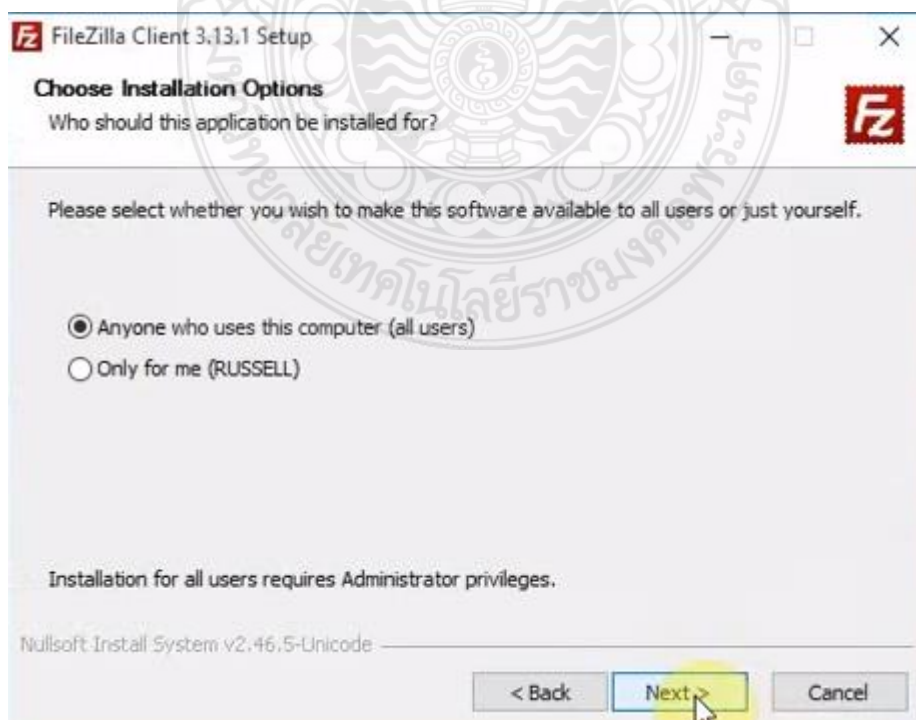 FileZilla Client 3.13.1 Setup
Choose Installation Options
Who should this application be installed for?
Fz
Please select whether you wish to make this software available to all users or just yourself.
Anyone who uses this computer (all users)
Only for me (RUSSELL)
Installation for all users requires Administrator privileges.
Nullsoft Install System v2.46.5-Unicode
< Back
Next >
Cancel